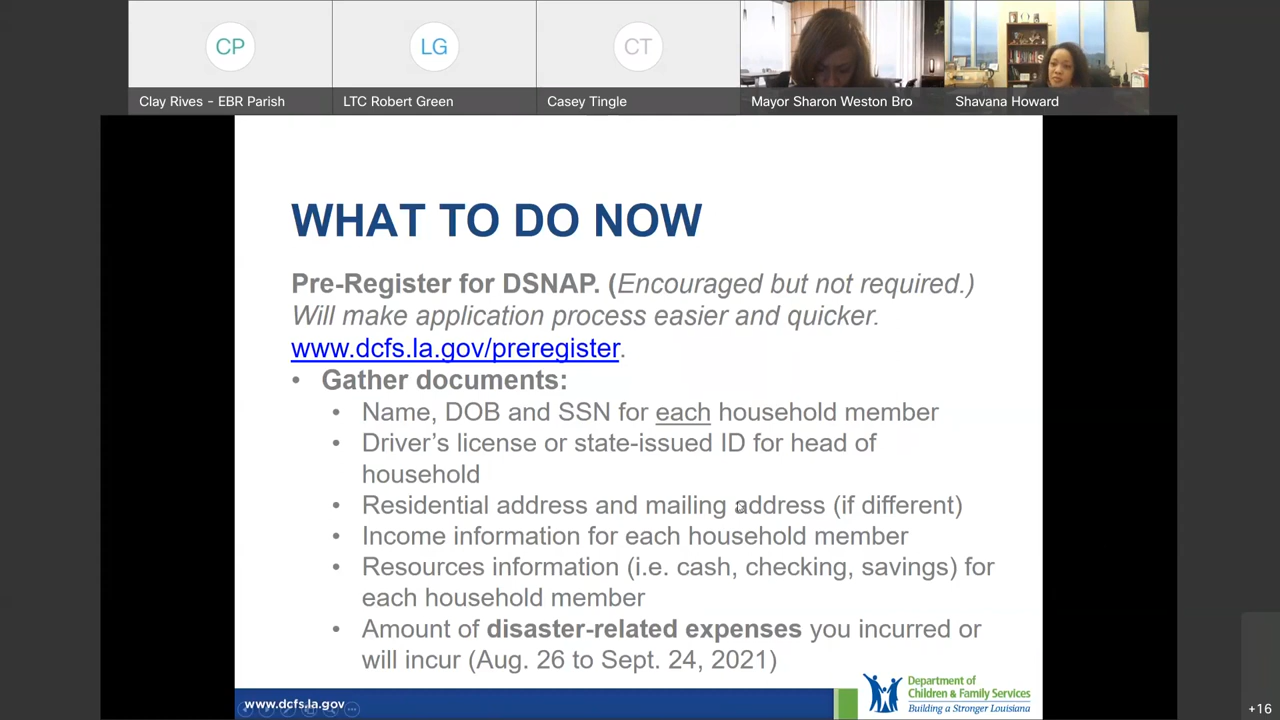 CP
LG
CT
Clay Rives - EBR Parish
LTC Robert Green
Casey Tingle
Mayor Sharon Weston Bro
Shavana Howard
WHAT TO DO NOW
Pre-Register for DSNAP. (Encouraged but not required.)
Will make application process easier and quicker.
www.dcfs.la.gov/preregister.
• Gather documents:
• Name, DOB and SSN for each household member
• Driver’s license or state-issued ID for head of
household
• Residential address and mailing address (if different)
• Income information for each household member
• Resources information (i.e. cash, checking, savings) for
each household member
• Amount of disaster-related expenses you incurred or
will incur (Aug. 26 to Sept. 24, 2021)
www.dcfs.la.gov
Department of
Children & Family Services
Building a Stronger Louisiana
+16